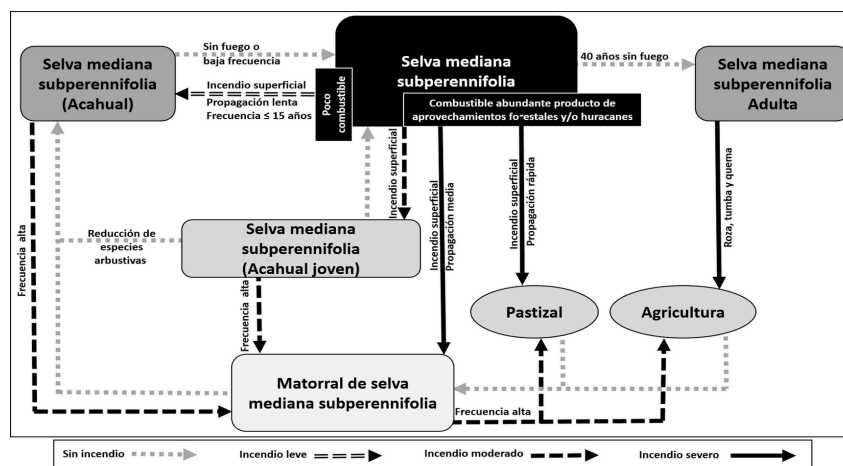 Selva mediana
subperennifolia
(Acahual)
Sin fuego o
baja frecuencia
Selva mediana
subperennifolia
40 años sin fuego
Selva mediana
subperennifolia
Adulta
Incendio superficial
Propagación lenta
Frecuencia ≤ 15 años
Poco
combustible
Combustible abundante producto de
aprovechamientos forestales y/o huracanes
Incendio superficial
Incendio superficial
Propagación media
Incendio superficial
Propagación rápida
Roza, tumba y quema
Frecuencia alta
Reducción de
especies
arbustivas
Selva mediana
subperennifolia
(Acahual joven)
Frecuencia
alta
Pastizal
Agricultura
Matorral de selva
mediana subperennifolia
Frecuencia alta
Sin incendio
Incendio leve
Incendio moderado
Incendio severo